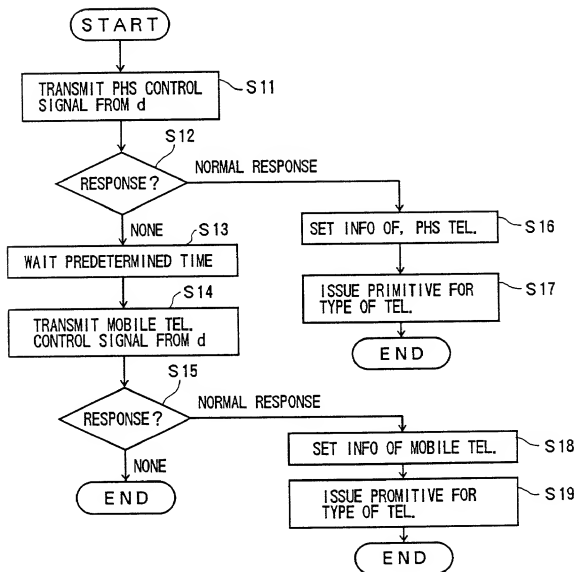 START
TRANSMIT PHS CONTROL
SIGNAL FROM d
S11
S12
RESPONSE?
NORMAL RESPONSE
NONE
S13
WAIT PREDETERMINED TIME
SET INFO OF, PHS TEL.
S16
S14
TRANSMIT MOBILE TEL.
CONTROL SIGNAL FROM d
ISSUE PRIMITIVE FOR
TYPE OF TEL.
S17
END
S15
RESPONSE?
NORMAL RESPONSE
NONE
SET INFO OF MOBILE TEL.
S18
END
ISSUE PROMITIVE FOR
TYPE OF TEL.
S19
END